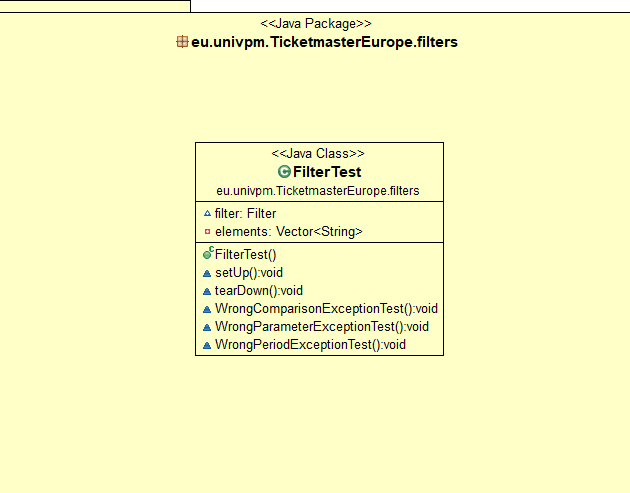 <<Java Package>>
eu.univpm.TicketmasterEurope.filters
<<Java Class>>
FilterTest
eu.univpm.TicketmasterEurope.filters
filter: Filter
elements: Vector<String>
FilterTest()
setUp():void
tearDown():void
WrongComparisonExceptionTest():void
WrongParameterExceptionTest():void
WrongPeriodExceptionTest():void